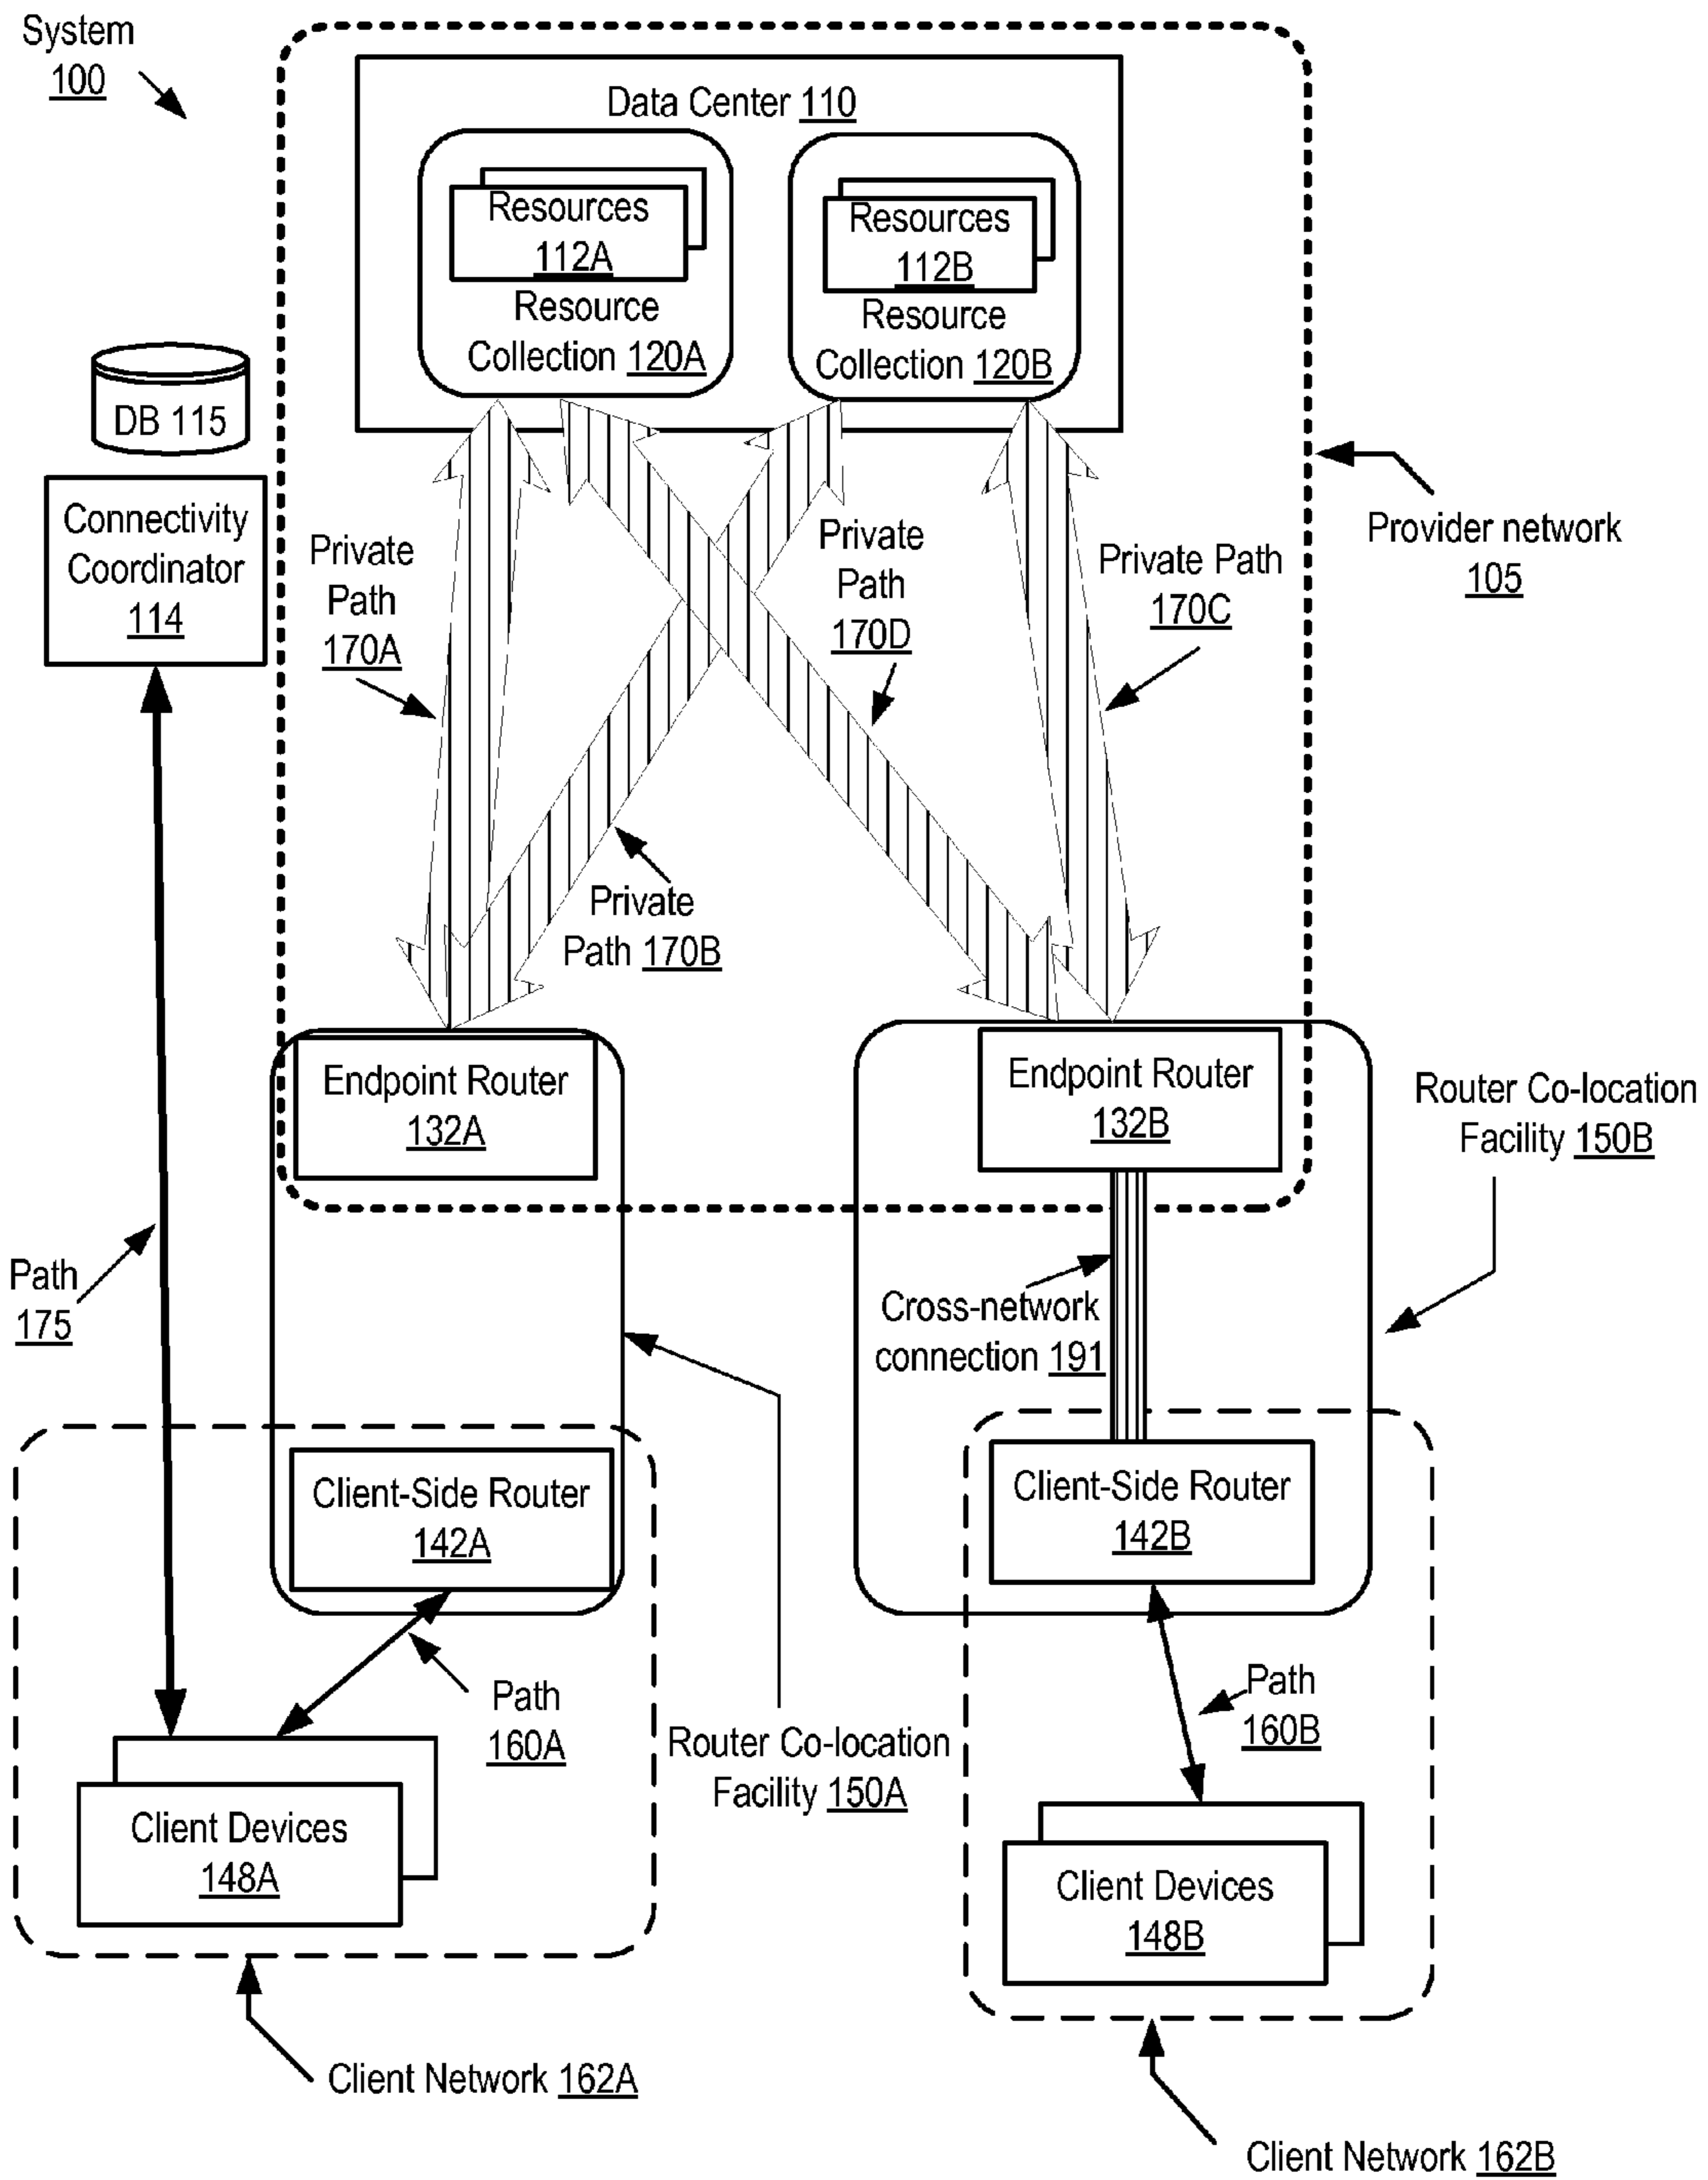 System
100
Data Center 110
Resources
112A
Resource
Collection 120A
Resources
112B
Resource
Collection 120B
DB 115
Connectivity
Coordinator
114
Private
Path
170A
Private
Path
170D
Private Path
170C
Provider network
105
Private
Path 170B
Endpoint Router
132A
Endpoint Router
132B
Router Co-location
Facility 150B
Path
175
Cross-network
connection 191
Client-Side Router
142A
Client-Side Router
142B
Path
160A
Path
160B
Router Co-location
Facility 150A
Client Devices
148A
Client Devices
148B
Client Network 162A
Client Network 162B